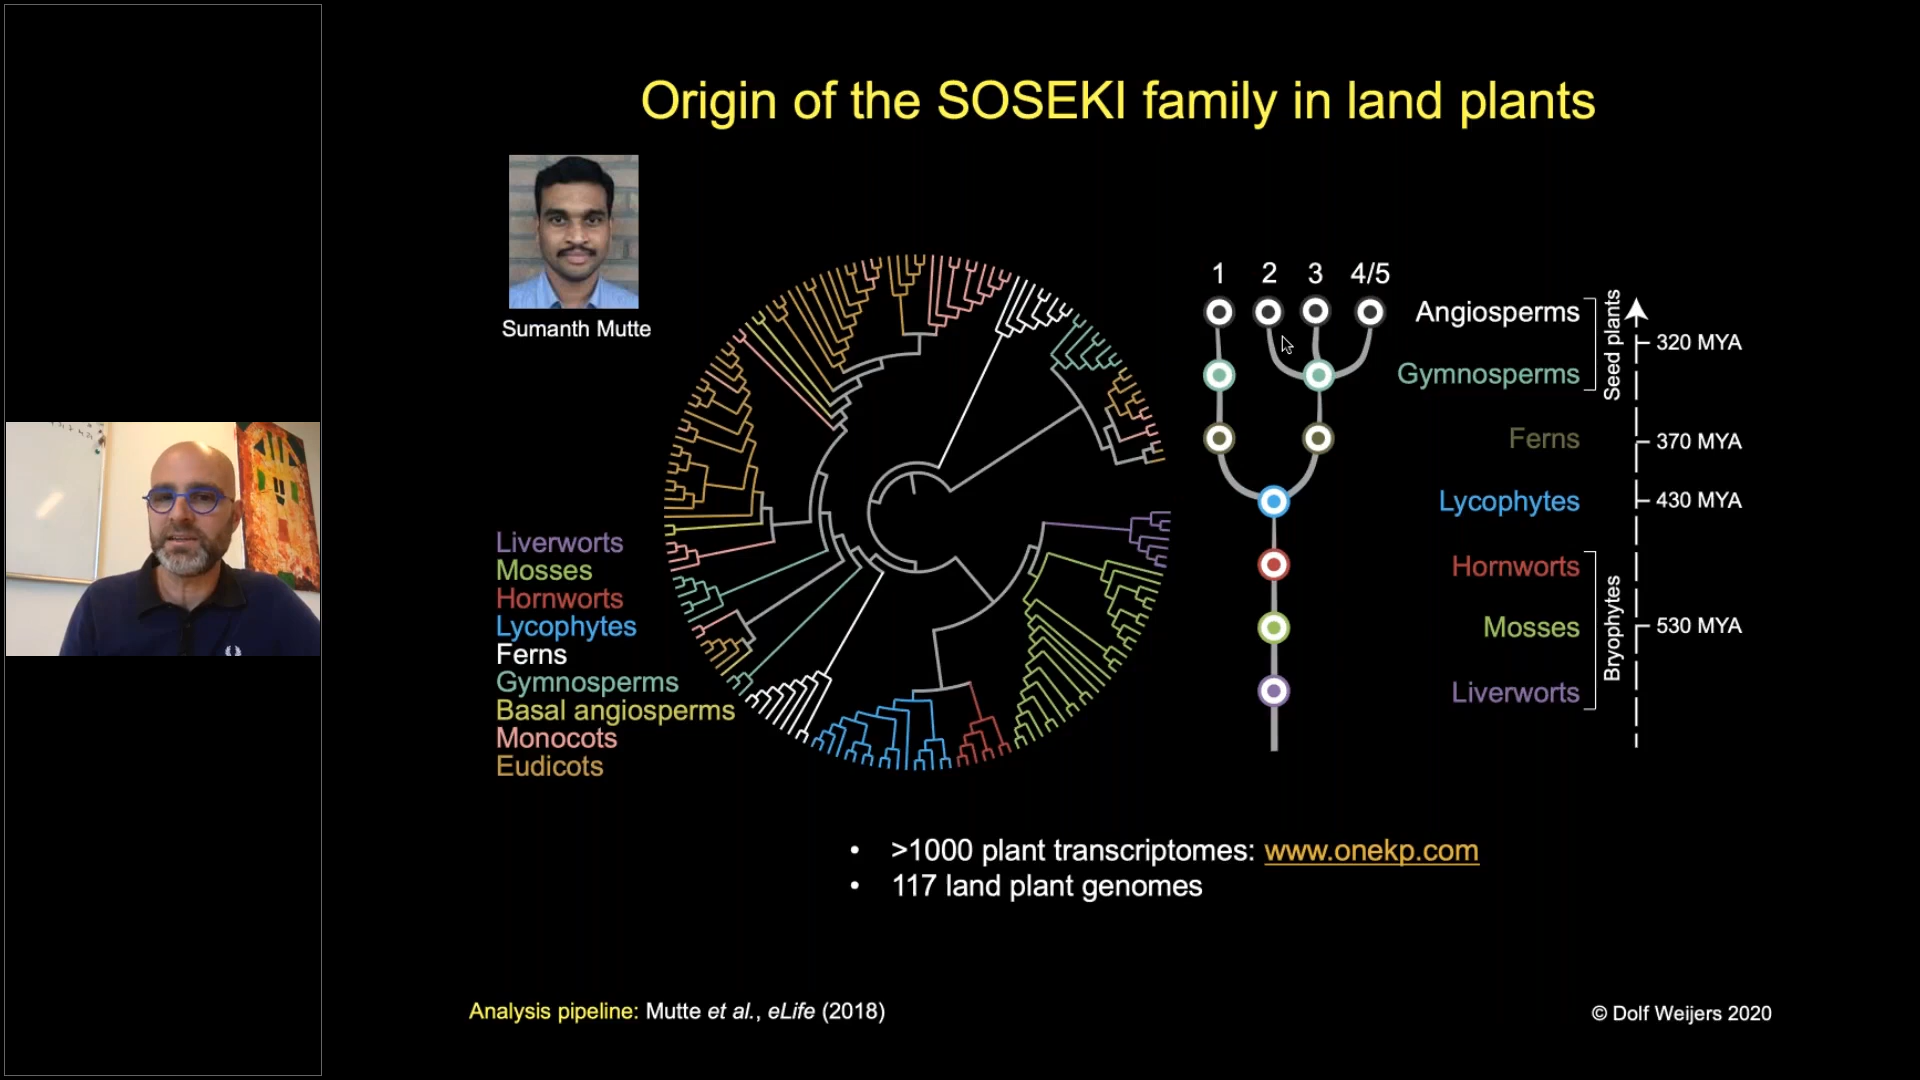 Origin of the SOSEKI family in land plants
Sumanth Mutte
Liverworts
Mosses
Hornworts
Lycophytes
Ferns
Gymnosperms
Basal angiosperms
Monocots
Eudicots
1 2 3 4/5
Angiosperms
Gymnosperms
Ferns
Lycophytes
Hornworts
Mosses
Liverworts
Seed plants
Bryophytes
320 MYA
370 MYA
430 MYA
530 MYA
• >1000 plant transcriptomes: www.onekp.com
• 117 land plant genomes
Analysis pipeline: Mutte et al., eLife (2018)
© Dolf Weijers 2020